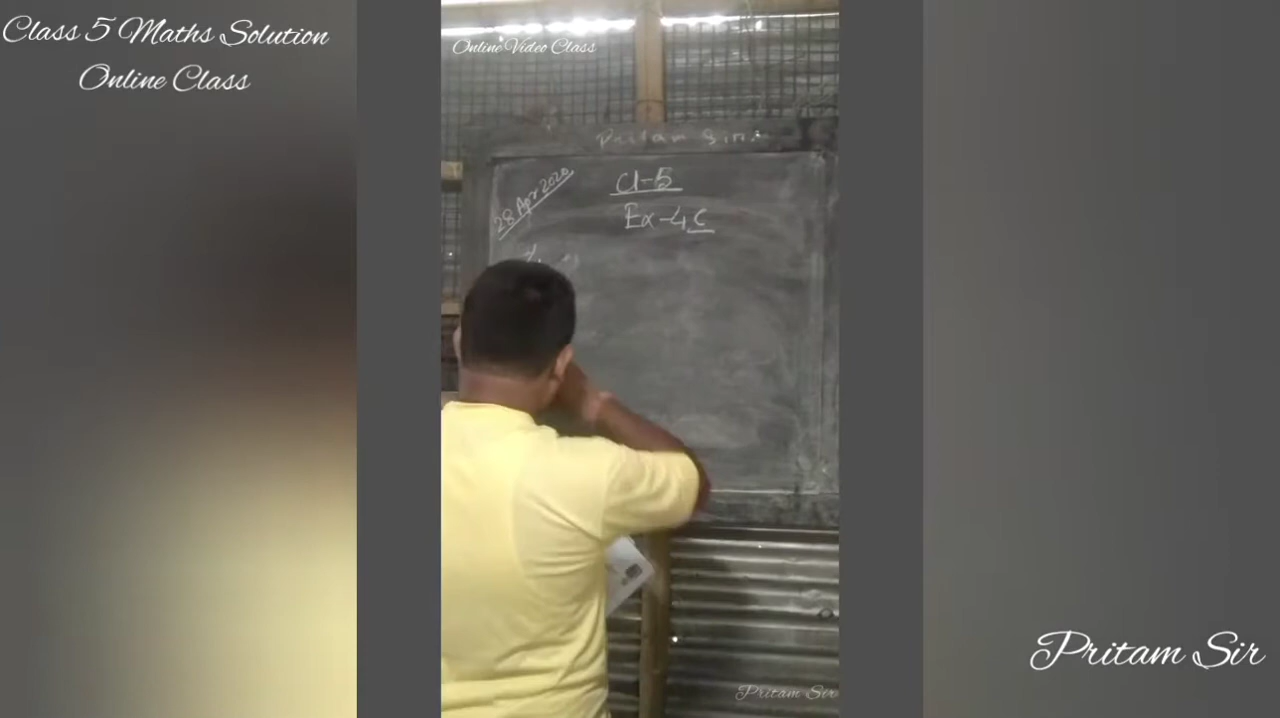 Class 5 Maths Solution
Online Class
Online Video Class
Pritam Sir
28 Apr 2020
Cl-5
Ex-4C
Pritam Sir
Pritam Sir